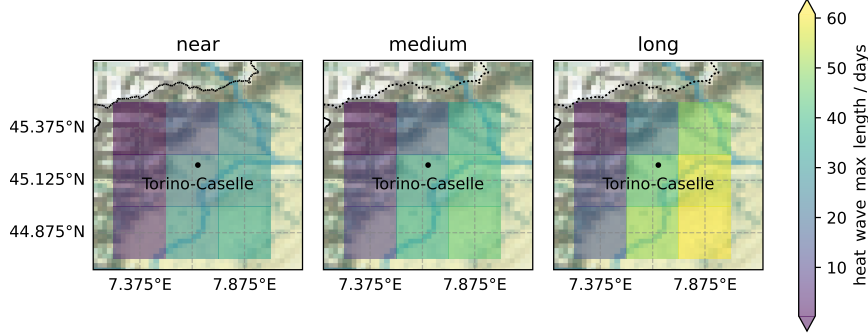 near
medium
long
45.375°N
45.125°N
44.875°N
Torino-Caselle
Torino-Caselle
Torino-Caselle
7.375°E
7.875°E
7.375°E
7.875°E
7.375°E
7.875°E
60
50
40
30
20
10
heat wave max length / days